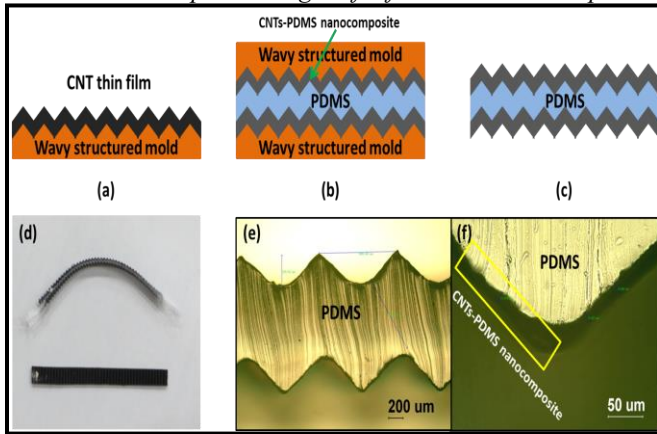 CNTs-PDMS nanocomposite
CNT thin film
Wavy structured mold
PDMS
Wavy structured mold
Wavy structured mold
PDMS
(a)
(b)
(c)
(d)
(e)
PDMS
200 um
(f)
PDMS
CNTs-PDMS nanocomposite
50 um